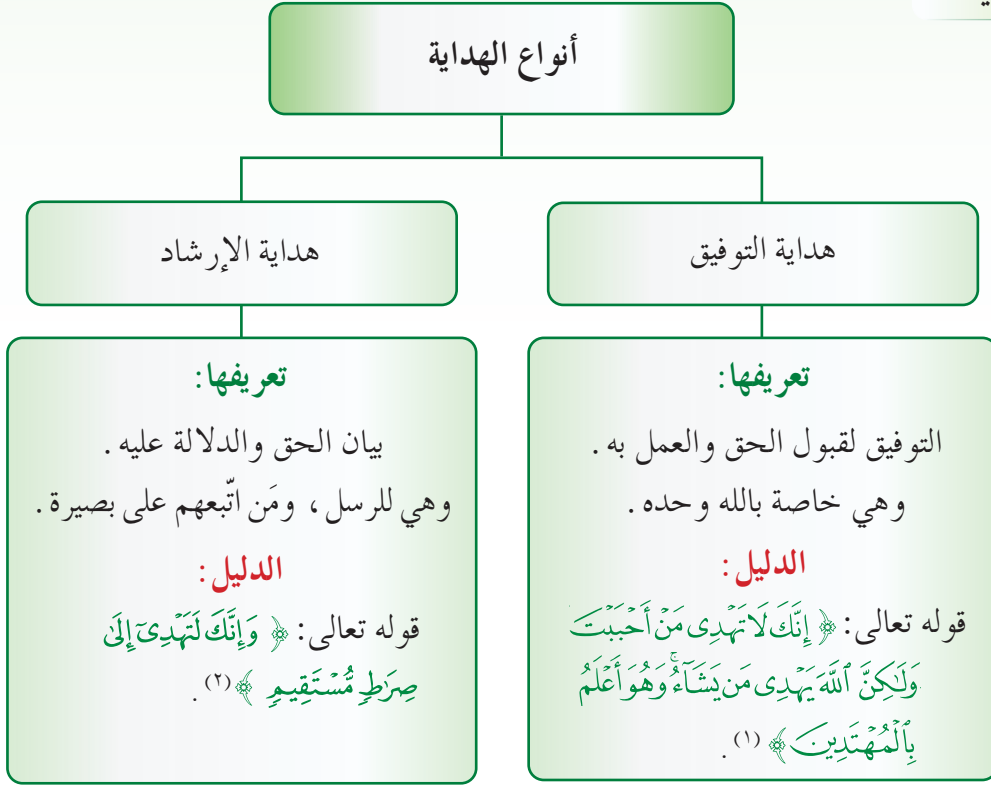 أنواع الهداية
هداية التوفيق
تعريفها:
التوفيق لقبول الحق والعمل به .
وهي خاصة بالله وحده .
الدليل:
قوله تعالى: ﴿ إِنَّكَ لَا تَهْدِى مَنْ أَحْبَبْتَ
وَلَٰكِنَّ ٱللَّهَ يَهْدِى مَن يَشَآءُ ۚ وَهُوَ أَعْلَمُ
بِٱلْمُهْتَدِينَ ﴾ (١) .
هداية الإرشاد
تعريفها:
بيان الحق والدلالة عليه .
وهي للرسل ، ومَن اتّبعهم على بصيرة .
الدليل:
قوله تعالى: ﴿ وَإِنَّكَ لَتَهْدِىٓ إِلَىٰ
صِرَٰطٍ مُّسْتَقِيمٍ ﴾ (٢) .